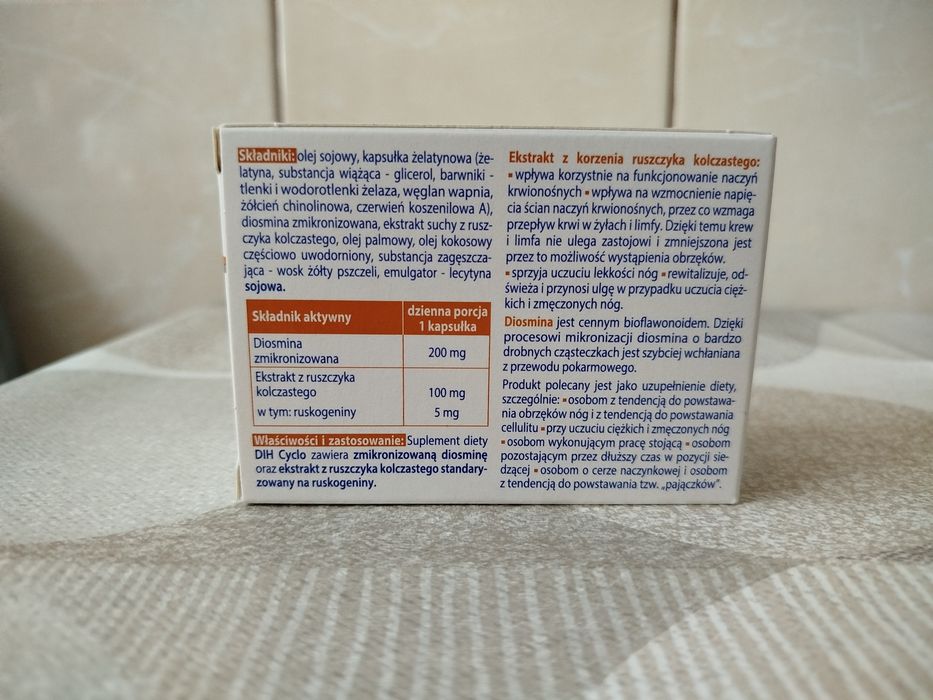 Składniki: olej sojowy, kapsułka żelatynowa (że-
latyna, substancja wiążąca - glicerol, barwniki -
tlenki i wodorotlenki żelaza, węglan wapnia,
żółcień chinolinowa, czerwień koszenilowa A),
diosmina zmikronizowana, ekstrakt suchy z rusz-
czyka kolczastego, olej palmowy, olej kokosowy
częściowo uwodorniony, substancja zagęszcza-
jąca - wosk żółty pszczeli, emulgator - lecytyna
sojowa.
Składnik aktywny
dzienna porcja
1 kapsułka
Diosmina
zmikronizowana
200 mg
Ekstrakt z ruszczyka
kolczastego
100 mg
w tym: ruskogeniny
5 mg
Właściwości i zastosowanie: Suplement diety
DIH Cyclo zawiera zmikronizowaną diosminę
oraz ekstrakt z ruszczyka kolczastego standary-
zowany na ruskogeniny.
Ekstrakt z korzenia ruszczyka kolczastego:
▪ wpływa korzystnie na funkcjonowanie naczyń
krwionośnych ▪ wpływa na wzmocnienie napię-
cia ścian naczyń krwionośnych, przez co wzmaga
przepływ krwi w żyłach i limfy. Dzięki temu krew
i limfa nie ulega zastojowi i zmniejszona jest
przez to możliwość wystąpienia obrzęków.
▪ sprzyja uczuciu lekkości nóg ▪ rewitalizuje, od-
świeża i przynosi ulgę w przypadku uczucia cięż-
kich i zmęczonych nóg.
Diosmina jest cennym bioflawonoidem. Dzięki
procesowi mikronizacji diosmina o bardzo
drobnych cząsteczkach jest szybciej wchłaniana
z przewodu pokarmowego.
Produkt polecany jest jako uzupełnienie diety,
szczególnie: ▪ osobom z tendencją do powstawa-
nia obrzęków nóg i z tendencją do powstawania
cellulitu ▪ przy uczuciu ciężkich i zmęczonych nóg
▪ osobom wykonującym pracę stojącą ▪ osobom
pozostającym przez dłuższy czas w pozycji sie-
dzącej ▪ osobom o cerze naczynkowej i osobom
z tendencją do powstawania tzw. „pajączków”.